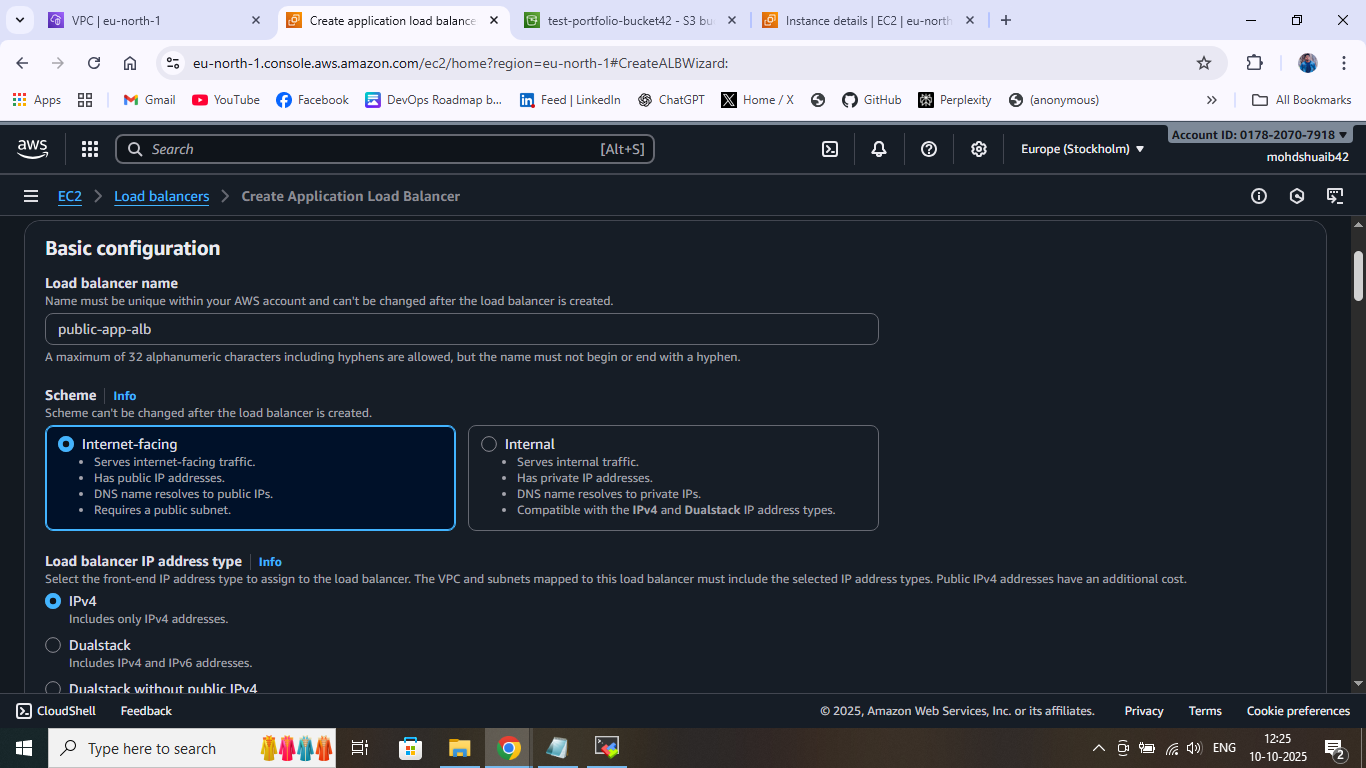 VPC | eu-north-1
Create application load balance
test-portfolio-bucket42 - S3 bu
Instance details | EC2 | eu-north
eu-north-1.console.aws.amazon.com/ec2/home?region=eu-north-1#CreateALBWizard:
Apps
Gmail
YouTube
Facebook
DevOps Roadmap b...
Feed | LinkedIn
ChatGPT
Home / X
GitHub
Perplexity
(anonymous)
All Bookmarks
aws
Search
[Alt+S]
Europe (Stockholm)
Account ID: 0178-2070-7918
mohdshuaib42
EC2
Load balancers
Create Application Load Balancer
Basic configuration
Load balancer name
Name must be unique within your AWS account and can't be changed after the load balancer is created.
public-app-alb
A maximum of 32 alphanumeric characters including hyphens are allowed, but the name must not begin or end with a hyphen.
Scheme
Info
Scheme can't be changed after the load balancer is created.
Internet-facing
• Serves internet-facing traffic.
• Has public IP addresses.
• DNS name resolves to public IPs.
• Requires a public subnet.
Internal
• Serves internal traffic.
• Has private IP addresses.
• DNS name resolves to private IPs.
• Compatible with the IPv4 and Dualstack IP address types.
Load balancer IP address type
Info
Select the front-end IP address type to assign to the load balancer. The VPC and subnets mapped to this load balancer must include the selected IP address types. Public IPv4 addresses have an additional cost.
IPv4
Includes only IPv4 addresses.
Dualstack
Includes IPv4 and IPv6 addresses.
Dualstack without public IPv4
CloudShell
Feedback
© 2025, Amazon Web Services, Inc. or its affiliates.
Privacy
Terms
Cookie preferences
Type here to search
ENG
12:25
10-10-2025
2